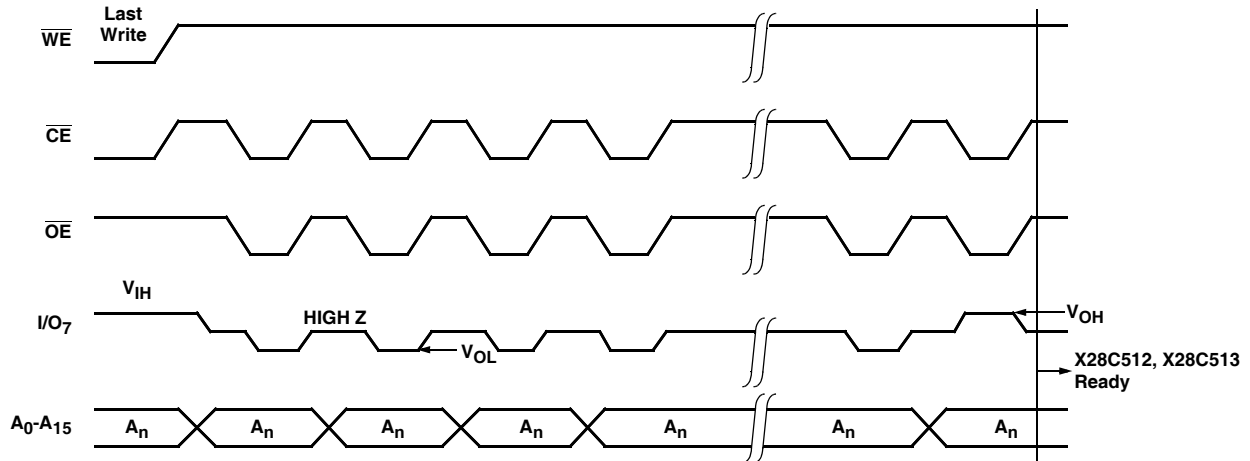 Last
Write
WE
CE
OE
VIH
I/O7
HIGH Z
VOL
VOH
X28C512, X28C513
Ready
A0-A15
An
An
An
An
An
An
An